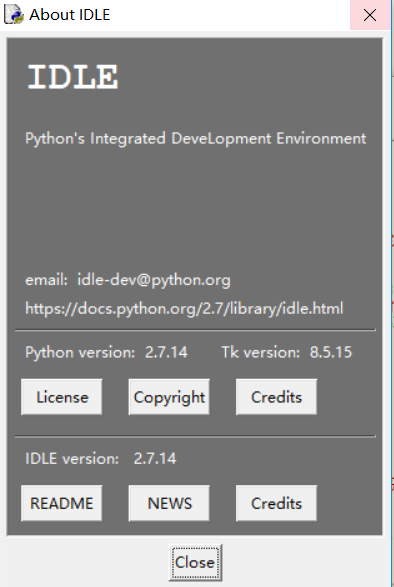 About IDLE
IDLE
Python's Integrated DeveLopment Environment
email: idle-dev@python.org
https://docs.python.org/2.7/library/idle.html
Python version: 2.7.14 Tk version: 8.5.15
License Copyright Credits
IDLE version: 2.7.14
README NEWS Credits
Close